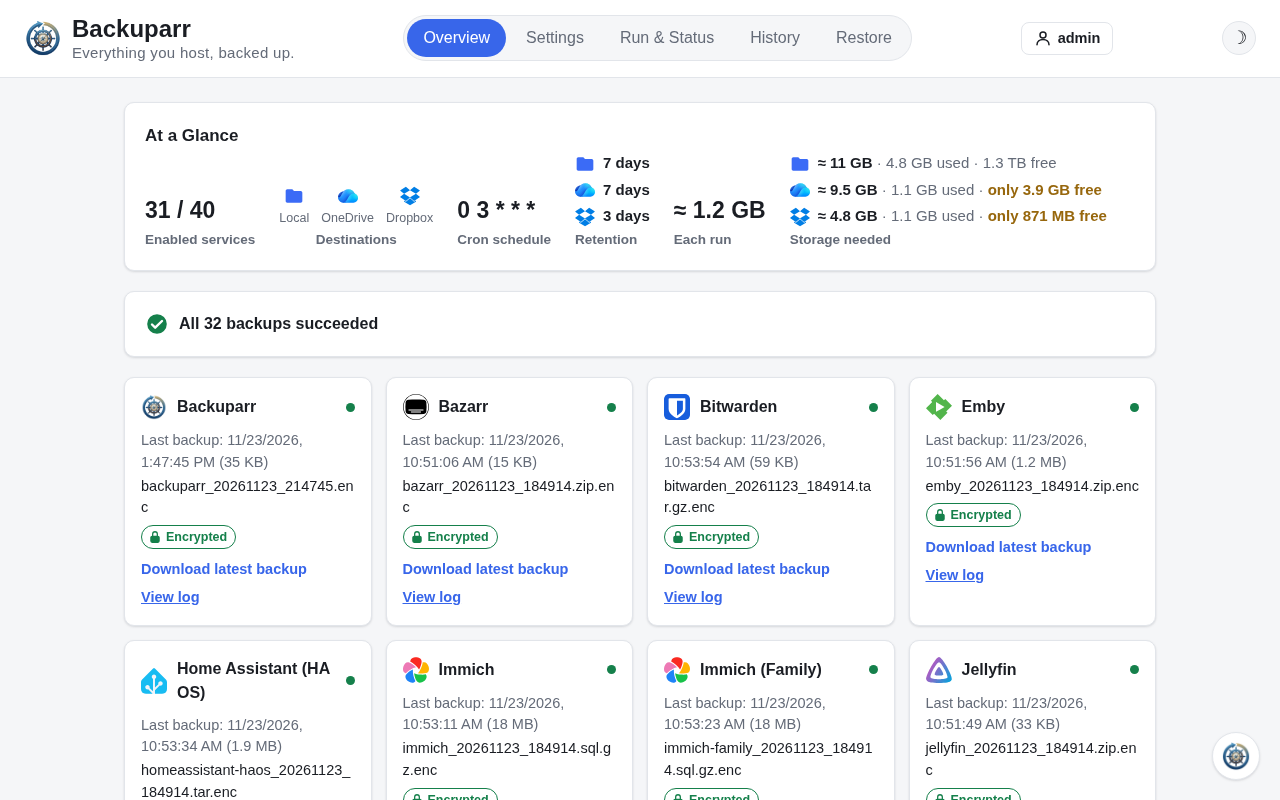 Backuparr
Everything you host, backed up.
Overview
Settings
Run & Status
History
Restore
admin
At a Glance
31 / 40
Enabled services
Local
OneDrive
Dropbox
Destinations
0 3 * * *
Cron schedule
7 days
7 days
3 days
Retention
≈ 1.2 GB
Each run
≈ 11 GB · 4.8 GB used · 1.3 TB free
≈ 9.5 GB · 1.1 GB used · only 3.9 GB free
≈ 4.8 GB · 1.1 GB used · only 871 MB free
Storage needed
All 32 backups succeeded
Backuparr
Last backup: 11/23/2026,
1:47:45 PM (35 KB)
backuparr_20261123_214745.en
c
Encrypted
Download latest backup
View log
Bazarr
Last backup: 11/23/2026,
10:51:06 AM (15 KB)
bazarr_20261123_184914.zip.en
c
Encrypted
Download latest backup
View log
Bitwarden
Last backup: 11/23/2026,
10:53:54 AM (59 KB)
bitwarden_20261123_184914.ta
r.gz.enc
Encrypted
Download latest backup
View log
Emby
Last backup: 11/23/2026,
10:51:56 AM (1.2 MB)
emby_20261123_184914.zip.enc
Encrypted
Download latest backup
View log
Home Assistant (HA
OS)
Last backup: 11/23/2026,
10:53:34 AM (1.9 MB)
homeassistant-haos_20261123_
184914.tar.enc
Immich
Last backup: 11/23/2026,
10:53:11 AM (18 MB)
immich_20261123_184914.sql.g
z.enc
Encrypted
Immich (Family)
Last backup: 11/23/2026,
10:53:23 AM (18 MB)
immich-family_20261123_18491
4.sql.gz.enc
Encrypted
Jellyfin
Last backup: 11/23/2026,
10:51:49 AM (33 KB)
jellyfin_20261123_184914.zip.en
c
Encrypted